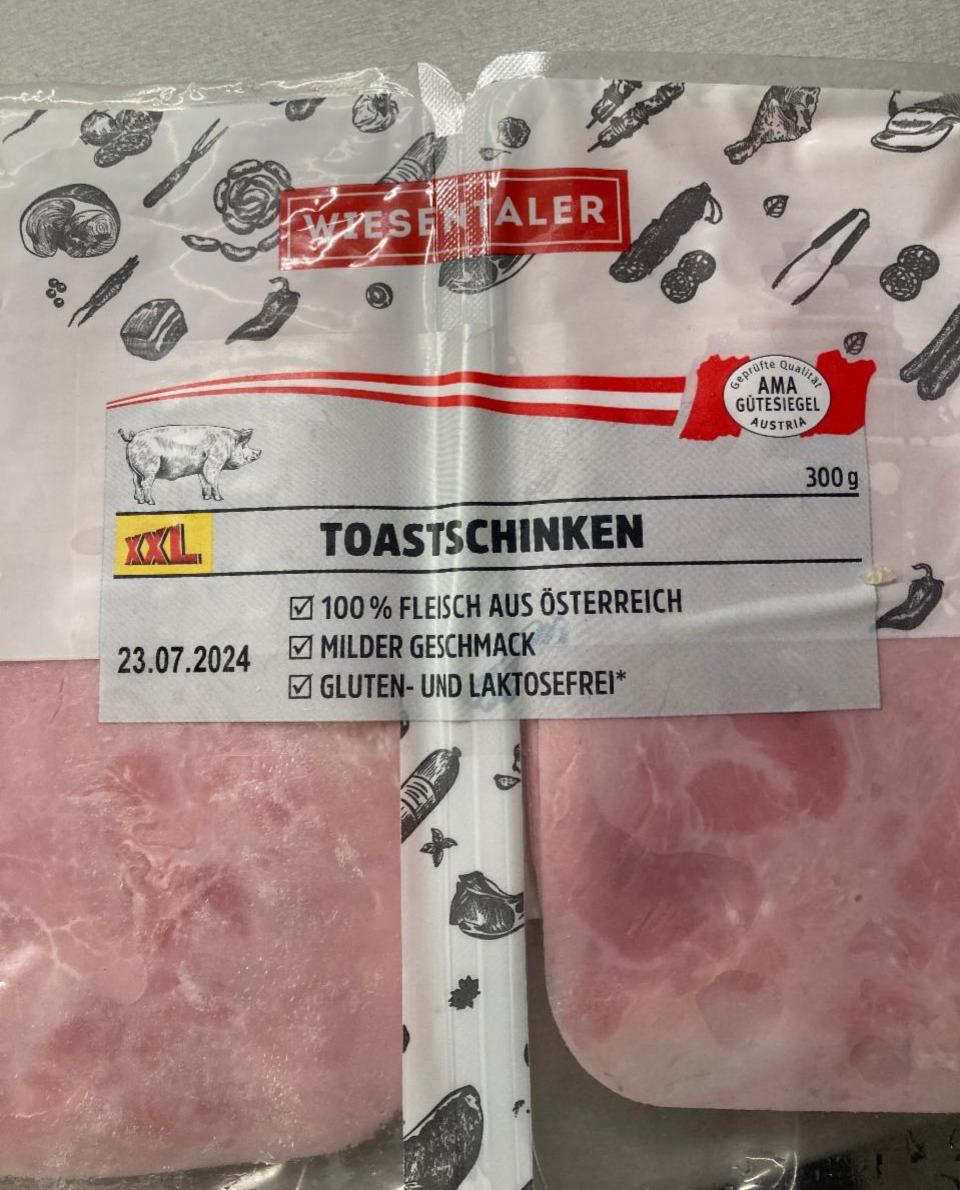 WIESENTALER
Geprüfte Qualität
AMA
GÜTESIEGEL
AUSTRIA
300 g
XXL
TOASTSCHINKEN
☑ 100 % FLEISCH AUS ÖSTERREICH
☑ MILDER GESCHMACK
23.07.2024
☑ GLUTEN- UND LAKTOSEFREI*